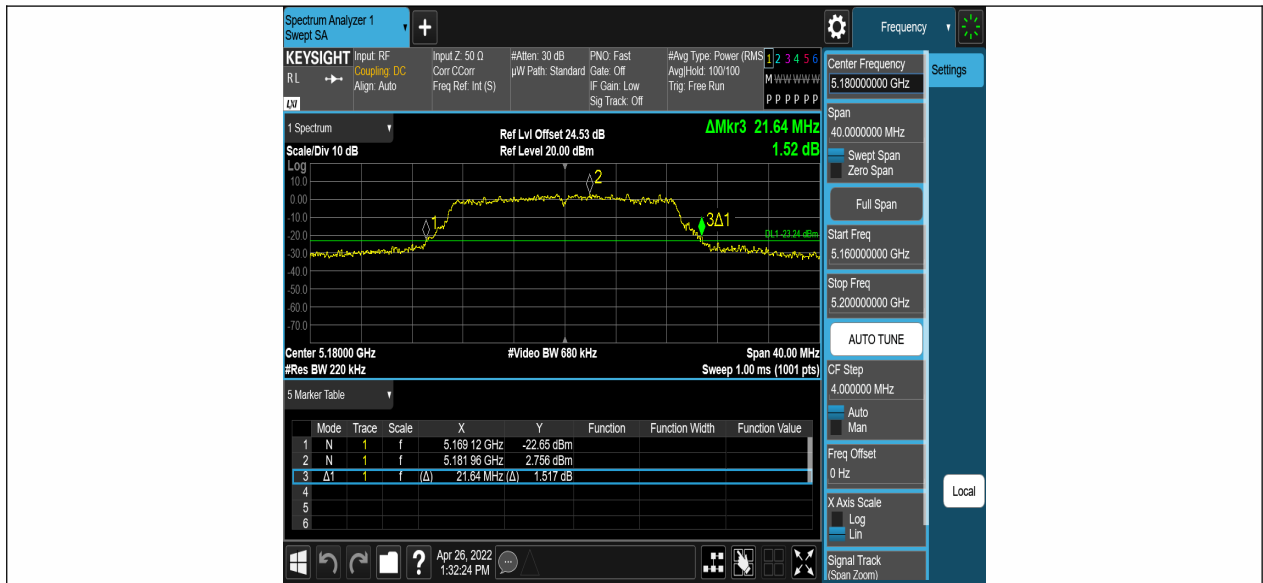 Spectrum Analyzer 1
Swept SA
+
Frequency
KEYSIGHT
RL
LXI
Input: RF
Coupling: DC
Align: Auto
Input Z: 50 Ω
Corr CCorr
Freq Ref: Int (S)
#Atten: 30 dB
µW Path: Standard
PNO: Fast
Gate: Off
IF Gain: Low
Sig Track: Off
#Avg Type: Power (RMS
Avg|Hold: 100/100
Trig: Free Run
1 2 3 4 5 6
M W W W W W
P P P P P P
1 Spectrum
Ref Lvl Offset 24.53 dB
ΔMkr3 21.64 MHz
Scale/Div 10 dB
Ref Level 20.00 dBm
1.52 dB
Log
10.0
0.00
-10.0
-20.0
-30.0
-40.0
-50.0
-60.0
-70.0
1
2
3Δ1
DL1 -23.24 dBm
Center 5.18000 GHz
#Video BW 680 kHz
Span 40.00 MHz
#Res BW 220 kHz
Sweep 1.00 ms (1001 pts)
5 Marker Table
Mode Trace Scale X Y Function Function Width Function Value
1 N 1 f 5.169 12 GHz -22.65 dBm
2 N 1 f 5.181 96 GHz 2.756 dBm
3 Δ1 1 f (Δ) 21.64 MHz (Δ) 1.517 dB
4
5
6
?
Apr 26, 2022
1:32:24 PM
Center Frequency
5.180000000 GHz
Span
40.0000000 MHz
Swept Span
Zero Span
Full Span
Start Freq
5.160000000 GHz
Stop Freq
5.200000000 GHz
AUTO TUNE
CF Step
4.000000 MHz
Auto
Man
Freq Offset
0 Hz
X Axis Scale
Log
Lin
Signal Track
(Span Zoom)
Settings
Local